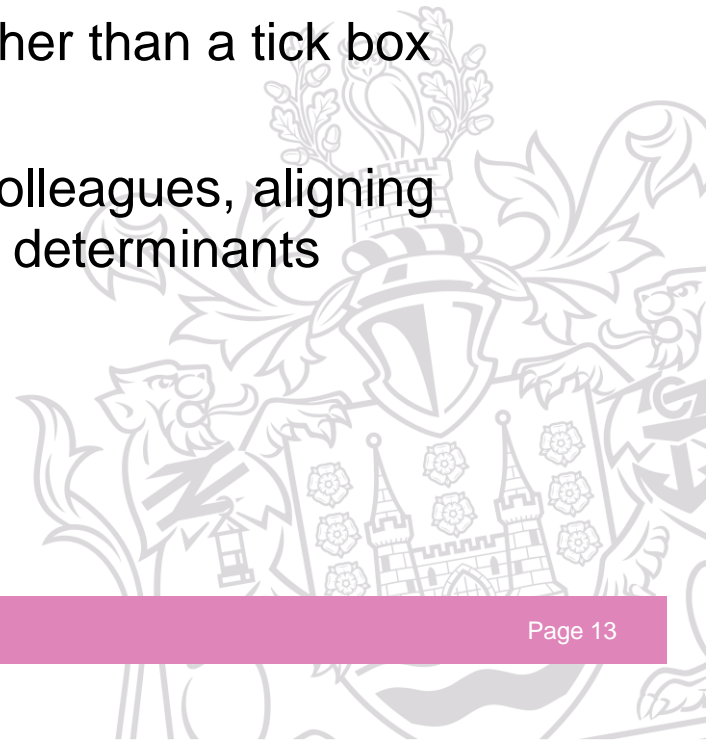 her than a tick box
olleagues, aligning
determinants
Page 13